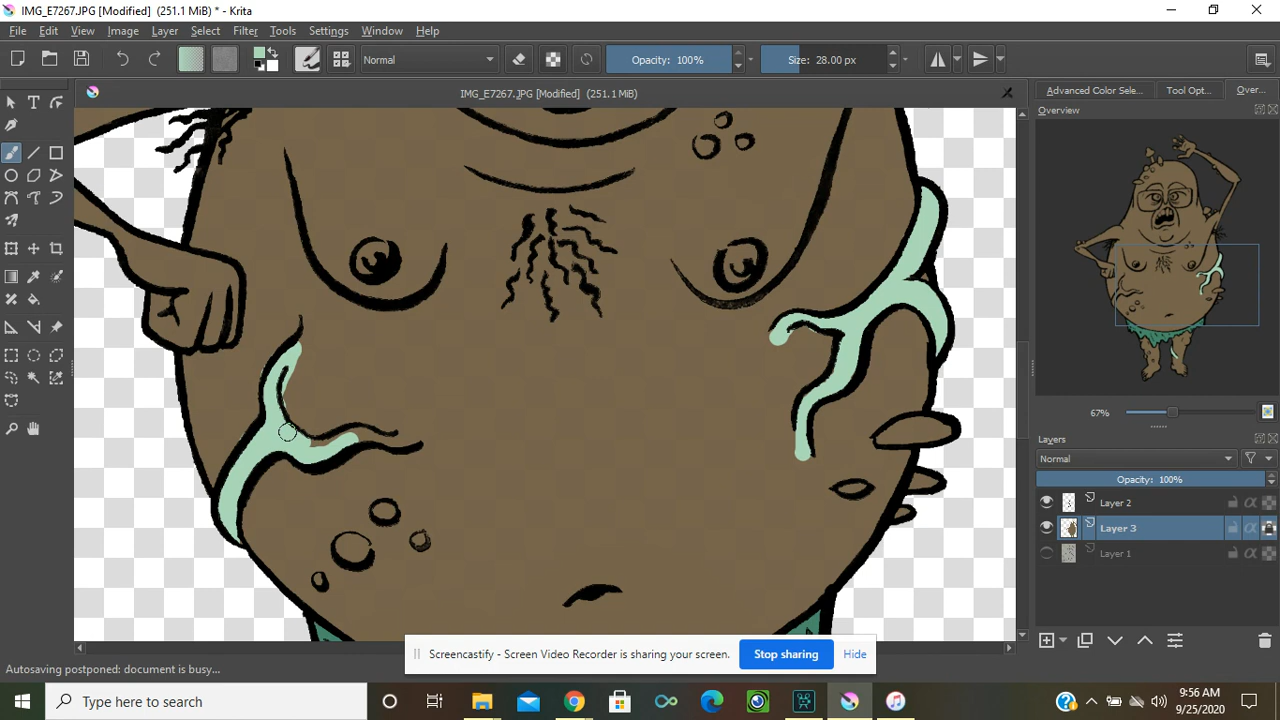 IMG_E7267.JPG [Modified] (251.1 MiB) * - Krita
File Edit View Image Layer Select Filter Tools Settings Window Help
Normal Opacity: 100% Size: 28.00 px
IMG_E7267.JPG [Modified] (251.1 MiB)
Advanced Color Sele... Tool Opt... Over...
Overview
67%
Layers
Normal
Opacity: 100%
Layer 2
Layer 3
Layer 1
Screencastify - Screen Video Recorder is sharing your screen. Stop sharing Hide
Autosaving postponed: document is busy...
Type here to search
9:56 AM
9/25/2020